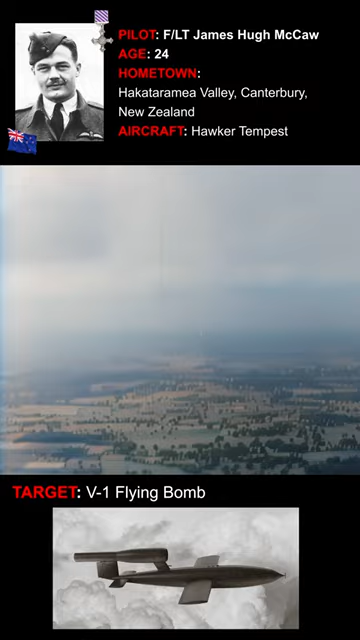 PILOT: F/LT James Hugh McCaw
AGE: 24
HOMETOWN:
Hakataramea Valley, Canterbury,
New Zealand
AIRCRAFT: Hawker Tempest
TARGET: V-1 Flying Bomb